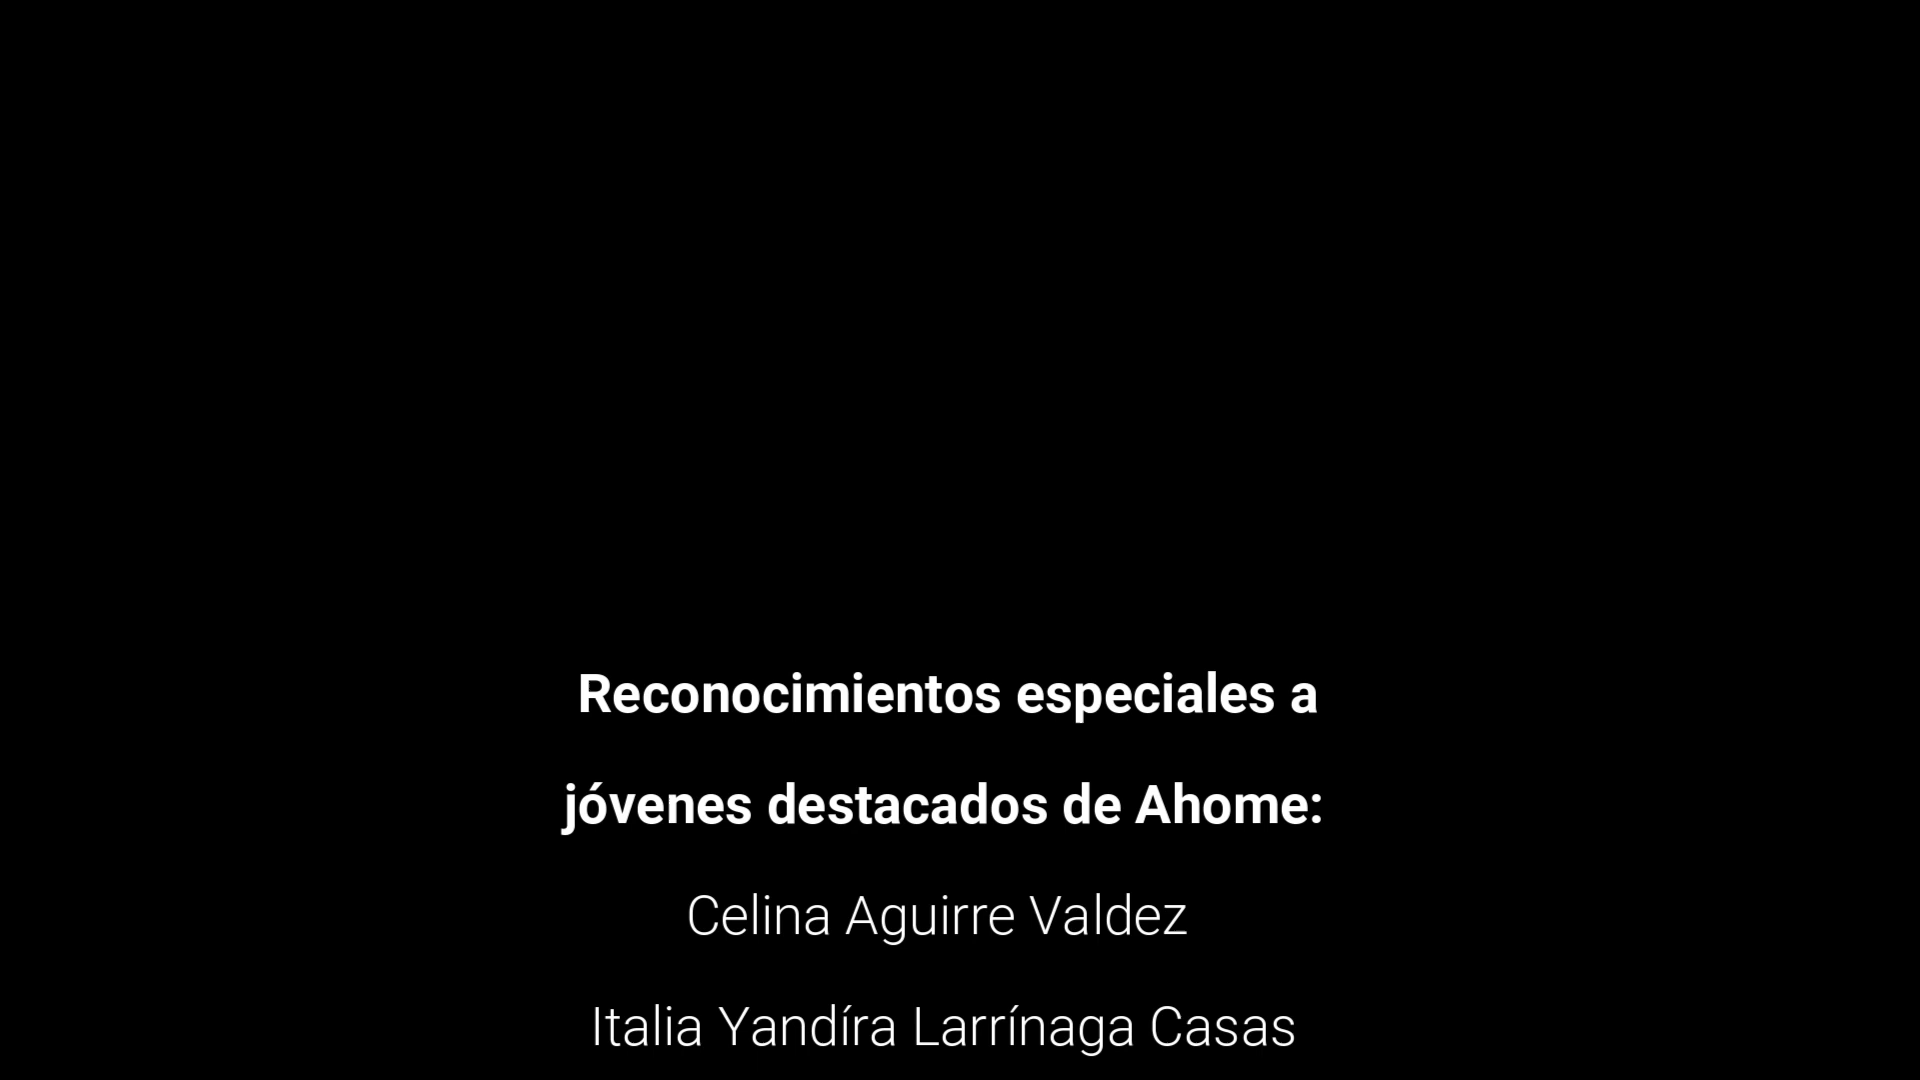 Reconocimientos especiales a
jóvenes destacados de Ahome:
Celina Aguirre Valdez
Italia Yandíra Larrínaga Casas